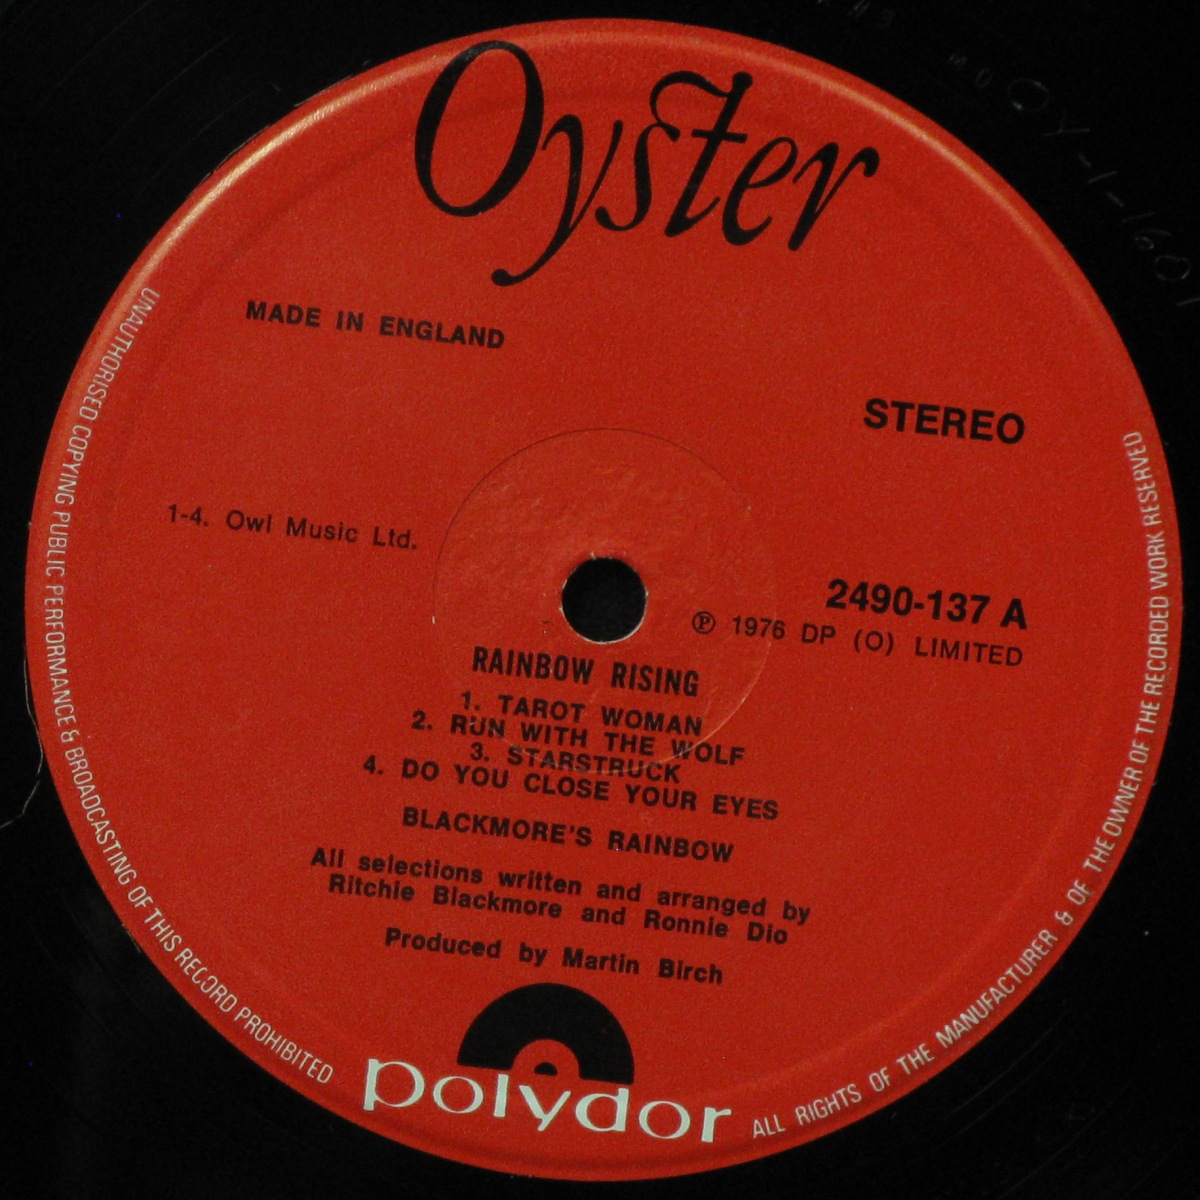 Oyster
MADE IN ENGLAND
STEREO
1-4. Owl Music Ltd.
2490-137 A
℗ 1976 DP (O) LIMITED
RAINBOW RISING
1. TAROT WOMAN
2. RUN WITH THE WOLF
3. STARSTRUCK
4. DO YOU CLOSE YOUR EYES
BLACKMORE'S RAINBOW
All selections written and arranged by
Ritchie Blackmore and Ronnie Dio
Produced by Martin Birch
polydor
UNAUTHORISED COPYING PUBLIC PERFORMANCE & BROADCASTING OF THIS RECORD PROHIBITED
ALL RIGHTS OF THE MANUFACTURER & OF THE OWNER OF THE RECORDED WORK RESERVED